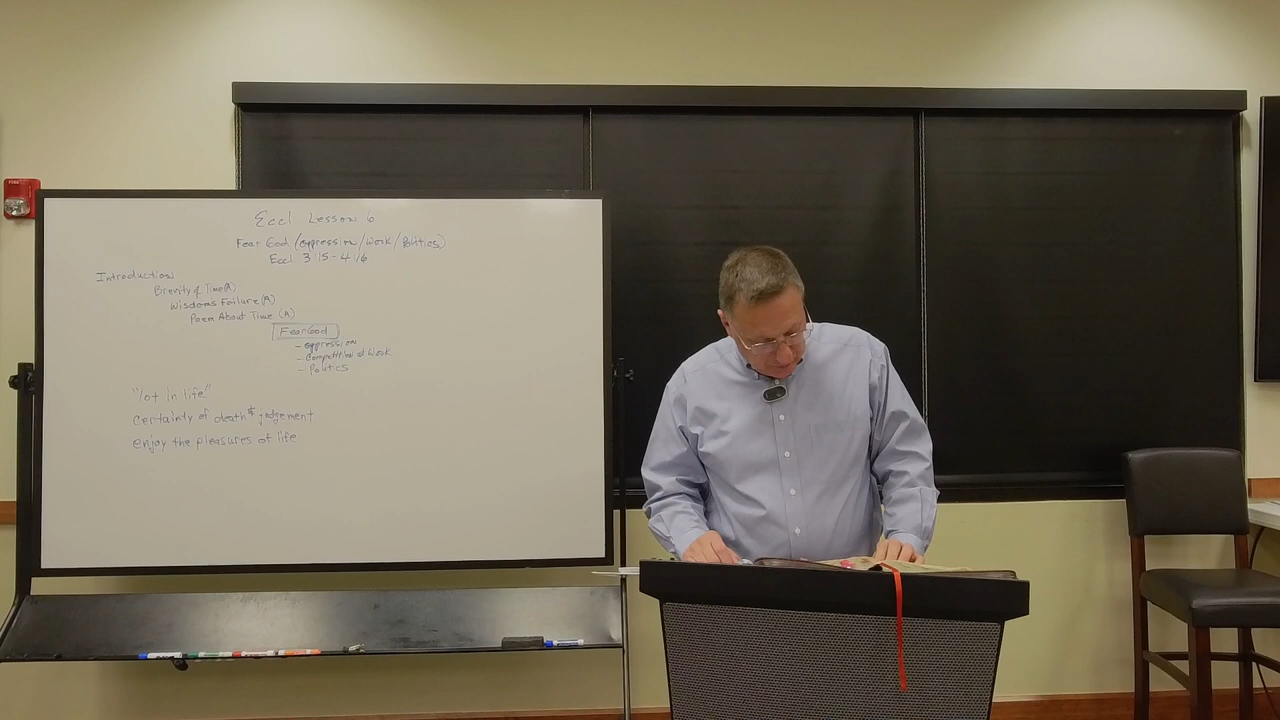 Eccl Lesson 6
Fear God (oppression/Work/Politics)
Eccl 3:15-4:16
Introduction
Brevity of Time (A)
Wisdoms Failure (A)
Poem About Time (A)
Fear God
- oppression
- Competition at Work
- Politics
"lot in life"
Certainty of death & judgement
enjoy the pleasures of life
FIRE